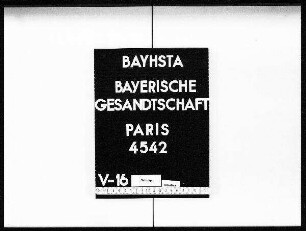 BAYHSTA
BAYERISCHE
GESANDTSCHAFT
PARIS
4542
V-16